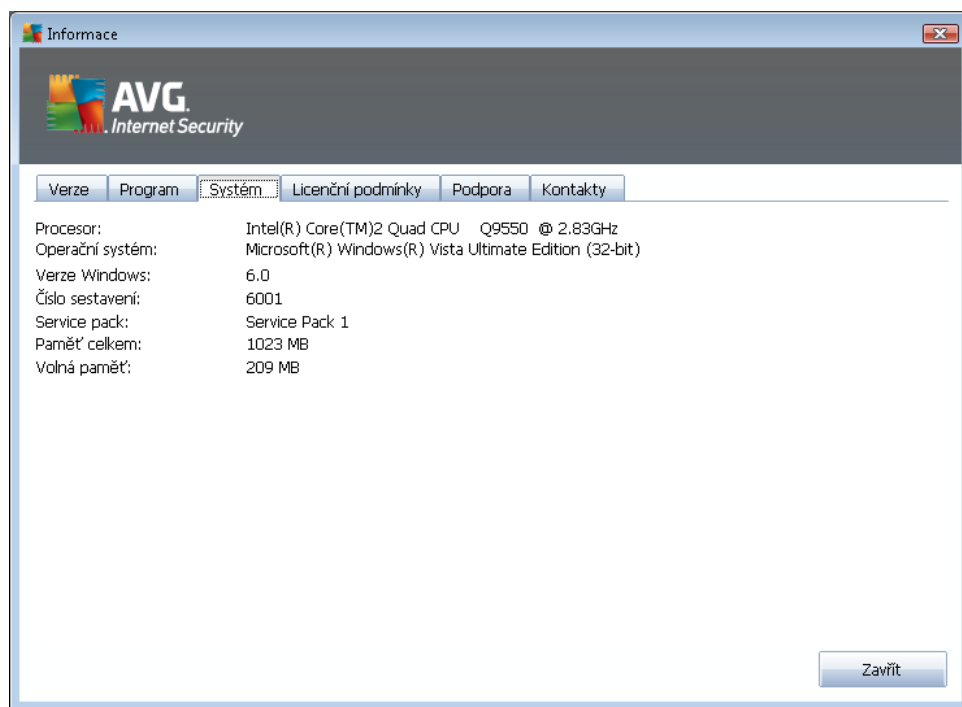 Informace
AVG.
Internet Security
Verze Program Systém Licenční podmínky Podpora Kontakty
Procesor: Intel(R) Core(TM)2 Quad CPU Q9550 @ 2.83GHz
Operační systém: Microsoft(R) Windows(R) Vista Ultimate Edition (32-bit)
Verze Windows: 6.0
Číslo sestavení: 6001
Service pack: Service Pack 1
Paměť celkem: 1023 MB
Volná paměť: 209 MB
Zavřít